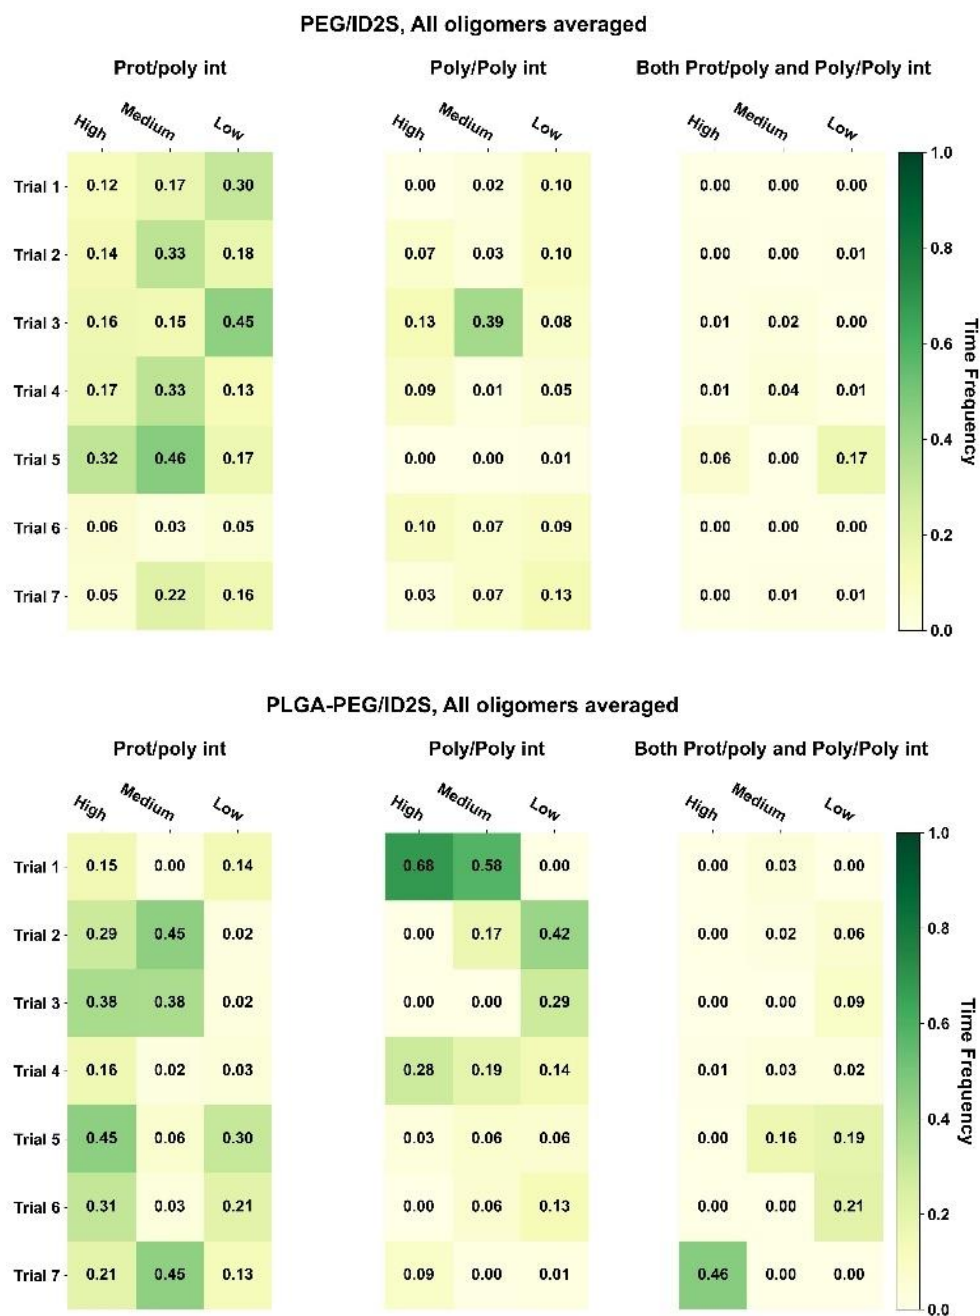 PEG/ID2S, All oligomers averaged
Prot/poly int Poly/Poly int Both Prot/poly and Poly/Poly int
High Medium Low High Medium Low High Medium Low
Trial 1 0.12 0.17 0.30 0.00 0.02 0.10 0.00 0.00 0.00 1.0
Trial 2 0.14 0.33 0.18 0.07 0.03 0.10 0.00 0.00 0.01 0.8
Trial 3 0.16 0.15 0.45 0.13 0.39 0.08 0.01 0.02 0.00 0.6
Trial 4 0.17 0.33 0.13 0.09 0.01 0.05 0.01 0.04 0.01
Trial 5 0.32 0.46 0.17 0.00 0.00 0.01 0.06 0.00 0.17 0.4
Trial 6 0.06 0.03 0.05 0.10 0.07 0.09 0.00 0.00 0.00 0.2
Trial 7 0.05 0.22 0.16 0.03 0.07 0.13 0.00 0.01 0.01
0.0
Time Frequency
PLGA-PEG/ID2S, All oligomers averaged
Prot/poly int Poly/Poly int Both Prot/poly and Poly/Poly int
High Medium Low High Medium Low High Medium Low
Trial 1 0.15 0.00 0.14 0.68 0.58 0.00 0.00 0.03 0.00 1.0
Trial 2 0.29 0.45 0.02 0.00 0.17 0.42 0.00 0.02 0.06 0.8
Trial 3 0.38 0.38 0.02 0.00 0.00 0.29 0.00 0.00 0.09 0.6
Trial 4 0.16 0.02 0.03 0.28 0.19 0.14 0.01 0.03 0.02
Trial 5 0.45 0.06 0.30 0.03 0.06 0.06 0.00 0.16 0.19 0.4
Trial 6 0.31 0.03 0.21 0.00 0.06 0.13 0.00 0.00 0.21 0.2
Trial 7 0.21 0.45 0.13 0.09 0.00 0.01 0.46 0.00 0.00
0.0
Time Frequency